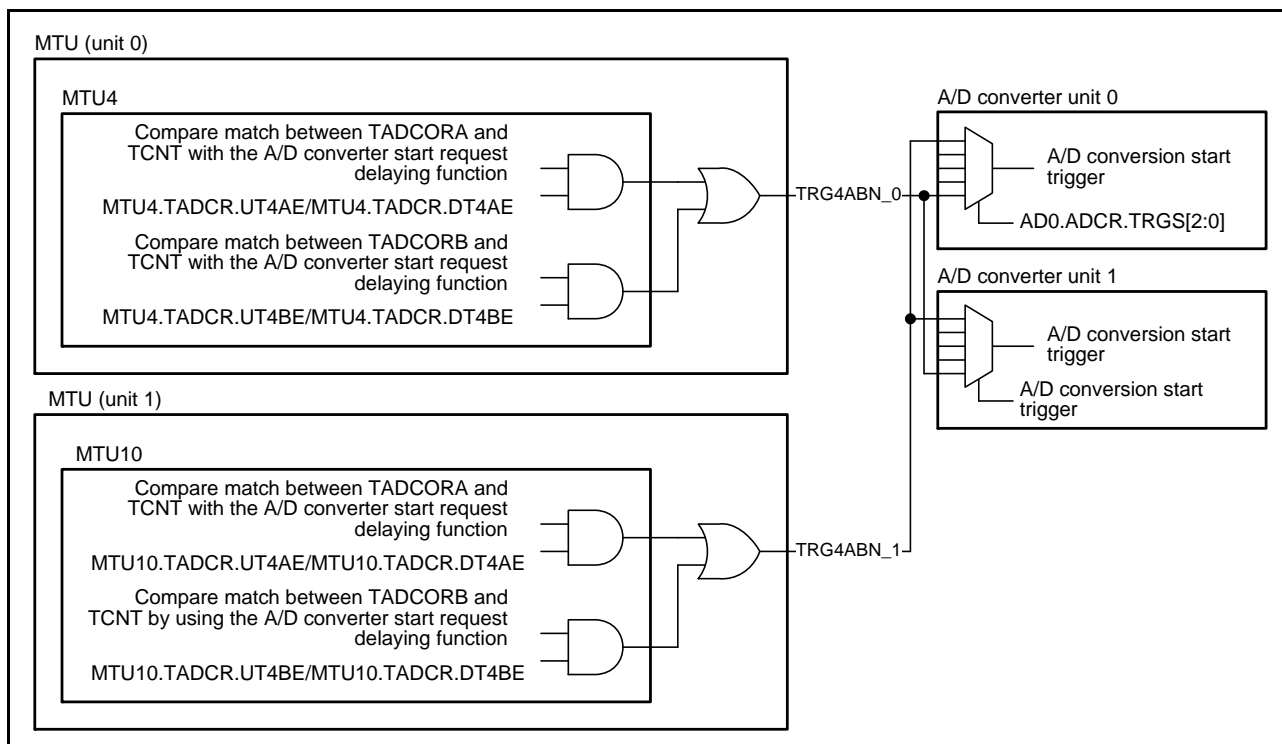 MTU (unit 0)
MTU4
Compare match between TADCORA and
TCNT with the A/D converter start request
delaying function
MTU4.TADCR.UT4AE/MTU4.TADCR.DT4AE
Compare match between TADCORB and
TCNT with the A/D converter start request
delaying function
MTU4.TADCR.UT4BE/MTU4.TADCR.DT4BE
TRG4ABN_0
A/D converter unit 0
A/D conversion start
trigger
AD0.ADCR.TRGS[2:0]
A/D converter unit 1
A/D conversion start
trigger
A/D conversion start
trigger
MTU (unit 1)
MTU10
Compare match between TADCORA and
TCNT with the A/D converter start request
delaying function
MTU10.TADCR.UT4AE/MTU10.TADCR.DT4AE
Compare match between TADCORB and
TCNT by using the A/D converter start request
delaying function
MTU10.TADCR.UT4BE/MTU10.TADCR.DT4BE
TRG4ABN_1